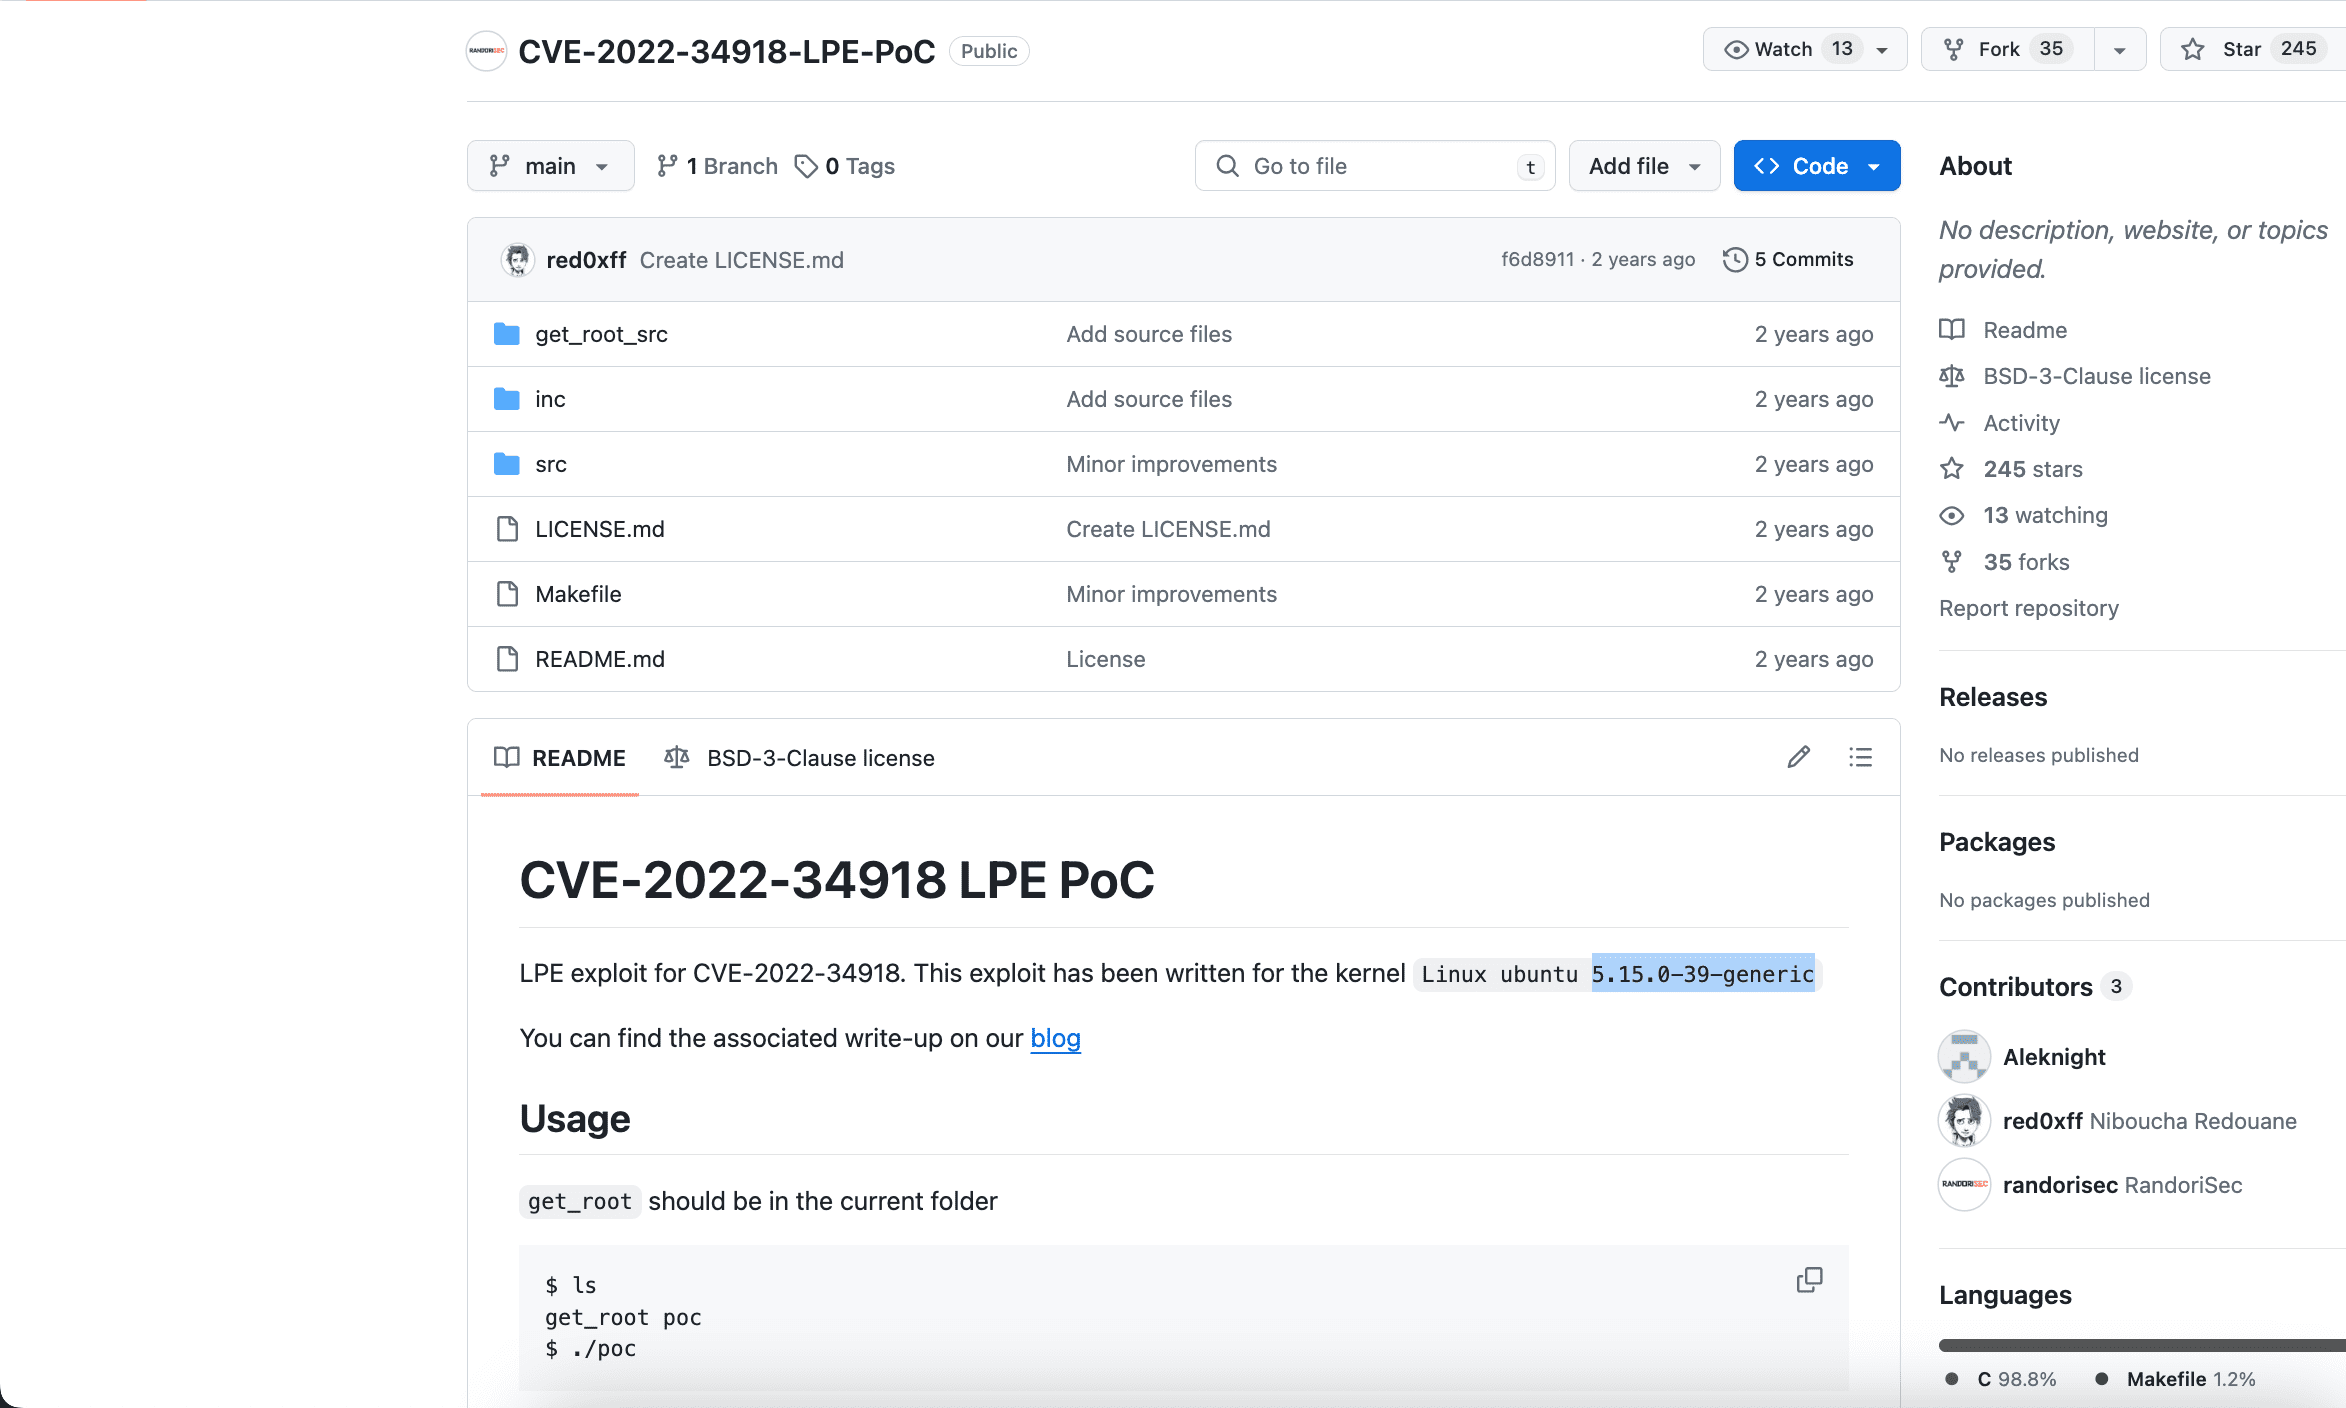 RANDORISEC CVE-2022-34918-LPE-PoC Public Watch 13 Fork 35 Star 245
main 1 Branch 0 Tags Go to file t Add file Code
red0xff Create LICENSE.md f6d8911 · 2 years ago 5 Commits
get_root_src Add source files 2 years ago
inc Add source files 2 years ago
src Minor improvements 2 years ago
LICENSE.md Create LICENSE.md 2 years ago
Makefile Minor improvements 2 years ago
README.md License 2 years ago
README BSD-3-Clause license
CVE-2022-34918 LPE PoC
LPE exploit for CVE-2022-34918. This exploit has been written for the kernel Linux ubuntu 5.15.0-39-generic
You can find the associated write-up on our blog
Usage
get_root should be in the current folder
$ ls
get_root poc
$ ./poc
About
No description, website, or topics
provided.
Readme
BSD-3-Clause license
Activity
245 stars
13 watching
35 forks
Report repository
Releases
No releases published
Packages
No packages published
Contributors 3
Aleknight
red0xff Niboucha Redouane
RANDORISEC randorisec RandoriSec
Languages
C 98.8% Makefile 1.2%